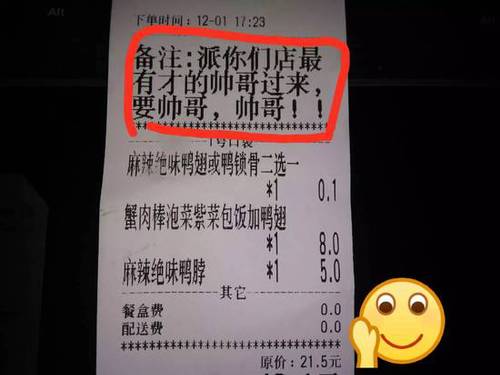 下单时间：12-01 17:23
备注:派你们店最
有才的帅哥过来，
要帅哥，帅哥！！
********************************
1号口袋
麻辣绝味鸭翅或鸭锁骨二选一
*1 0.1
蟹肉棒泡菜紫菜包饭加鸭翅
*1 8.0
麻辣绝味鸭脖 *1 5.0
其它
餐盒费 0.0
配送费 0.0
********************************
原价：21.5元